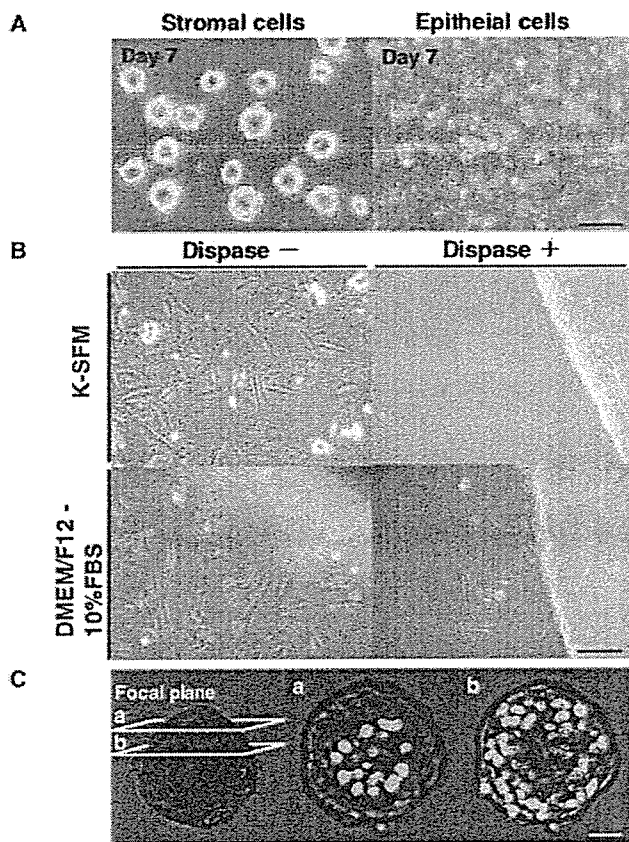 A
Stromal cells Epitheial cells
Day 7 Day 7
B
Dispase − Dispase +
K-SFM
DMEM/F12 -
10%FBS
C
Focal plane
a
b
a
b